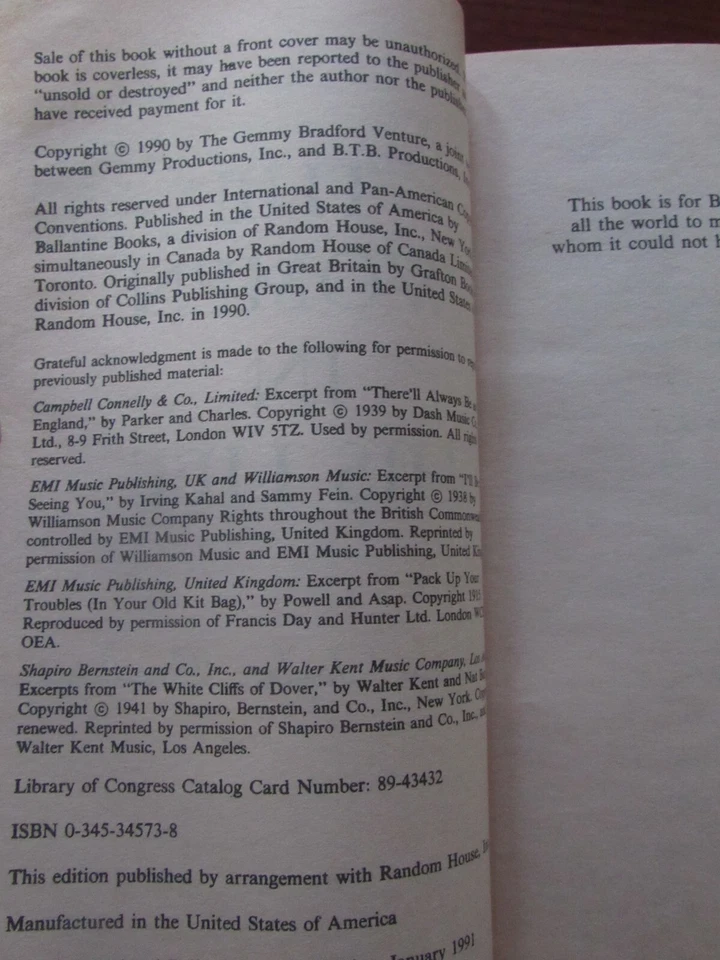 Sale of this book without a front cover may be unauthorized.
book is coverless, it may have been reported to the publisher
"unsold or destroyed" and neither the author nor the publisher
have received payment for it.
Copyright © 1990 by The Gemmy Bradford Venture, a joint
between Gemmy Productions, Inc., and B.T.B. Productions,
All rights reserved under International and Pan-American
Conventions. Published in the United States of America by
Ballantine Books, a division of Random House, Inc., New York
simultaneously in Canada by Random House of Canada
Toronto. Originally published in Great Britain by Grafton
division of Collins Publishing Group, and in the United States
Random House, Inc. in 1990.
Grateful acknowledgment is made to the following for permission to
previously published material:
Campbell Connelly & Co., Limited: Excerpt from "There'll Always Be
England," by Parker and Charles. Copyright © 1939 by Dash Music
Ltd., 8-9 Frith Street, London WIV 5TZ. Used by permission. All rights
reserved.
EMI Music Publishing, UK and Williamson Music: Excerpt from "I'll
Seeing You," by Irving Kahal and Sammy Fein. Copyright © 1938 by
Williamson Music Company Rights throughout the British
controlled by EMI Music Publishing, United Kingdom. Reprinted by
permission of Williamson Music and EMI Music Publishing, United
EMI Music Publishing, United Kingdom: Excerpt from "Pack Up Your
Troubles (In Your Old Kit Bag)," by Powell and Asap. Copyright
Reproduced by permission of Francis Day and Hunter Ltd. London
OEA.
Shapiro Bernstein and Co., Inc., and Walter Kent Music Company,
Excerpts from "The White Cliffs of Dover," by Walter Kent and Nat
Copyright © 1941 by Shapiro, Bernstein, and Co., Inc., New York.
renewed. Reprinted by permission of Shapiro Bernstein and Co., Inc.,
Walter Kent Music, Los Angeles.
Library of Congress Catalog Card Number: 89-43432
ISBN 0-345-34573-8
This edition published by arrangement with Random House,
Manufactured in the United States of America
January 1991
This book is for B
all the world to m
whom it could not h